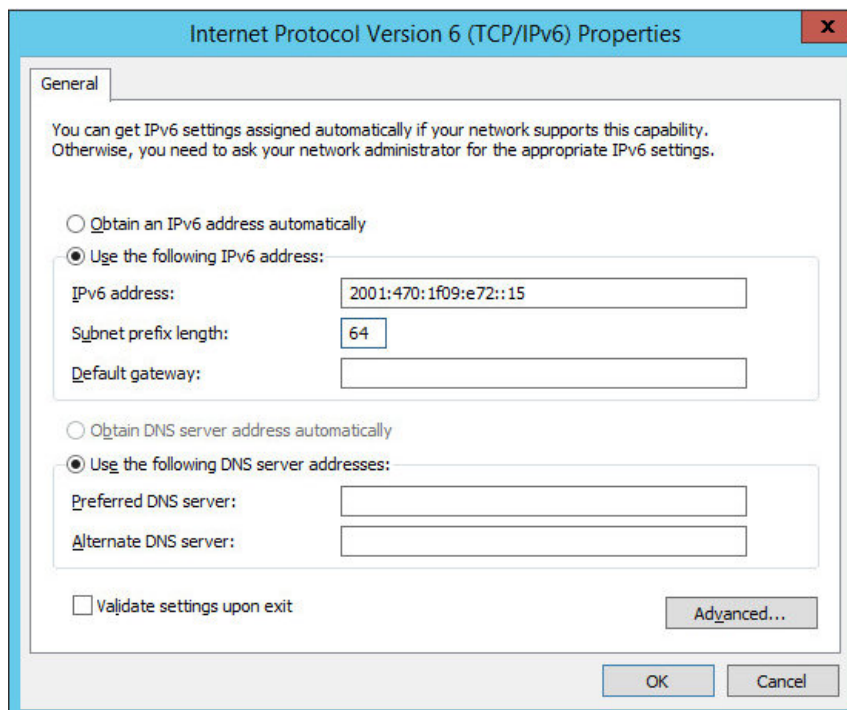 Internet Protocol Version 6 (TCP/IPv6) Properties
x
General
You can get IPv6 settings assigned automatically if your network supports this capability.
Otherwise, you need to ask your network administrator for the appropriate IPv6 settings.
Obtain an IPv6 address automatically
Use the following IPv6 address:
IPv6 address: 2001:470:1f09:e72::15
Subnet prefix length: 64
Default gateway:
Obtain DNS server address automatically
Use the following DNS server addresses:
Preferred DNS server:
Alternate DNS server:
Validate settings upon exit
Advanced...
OK Cancel